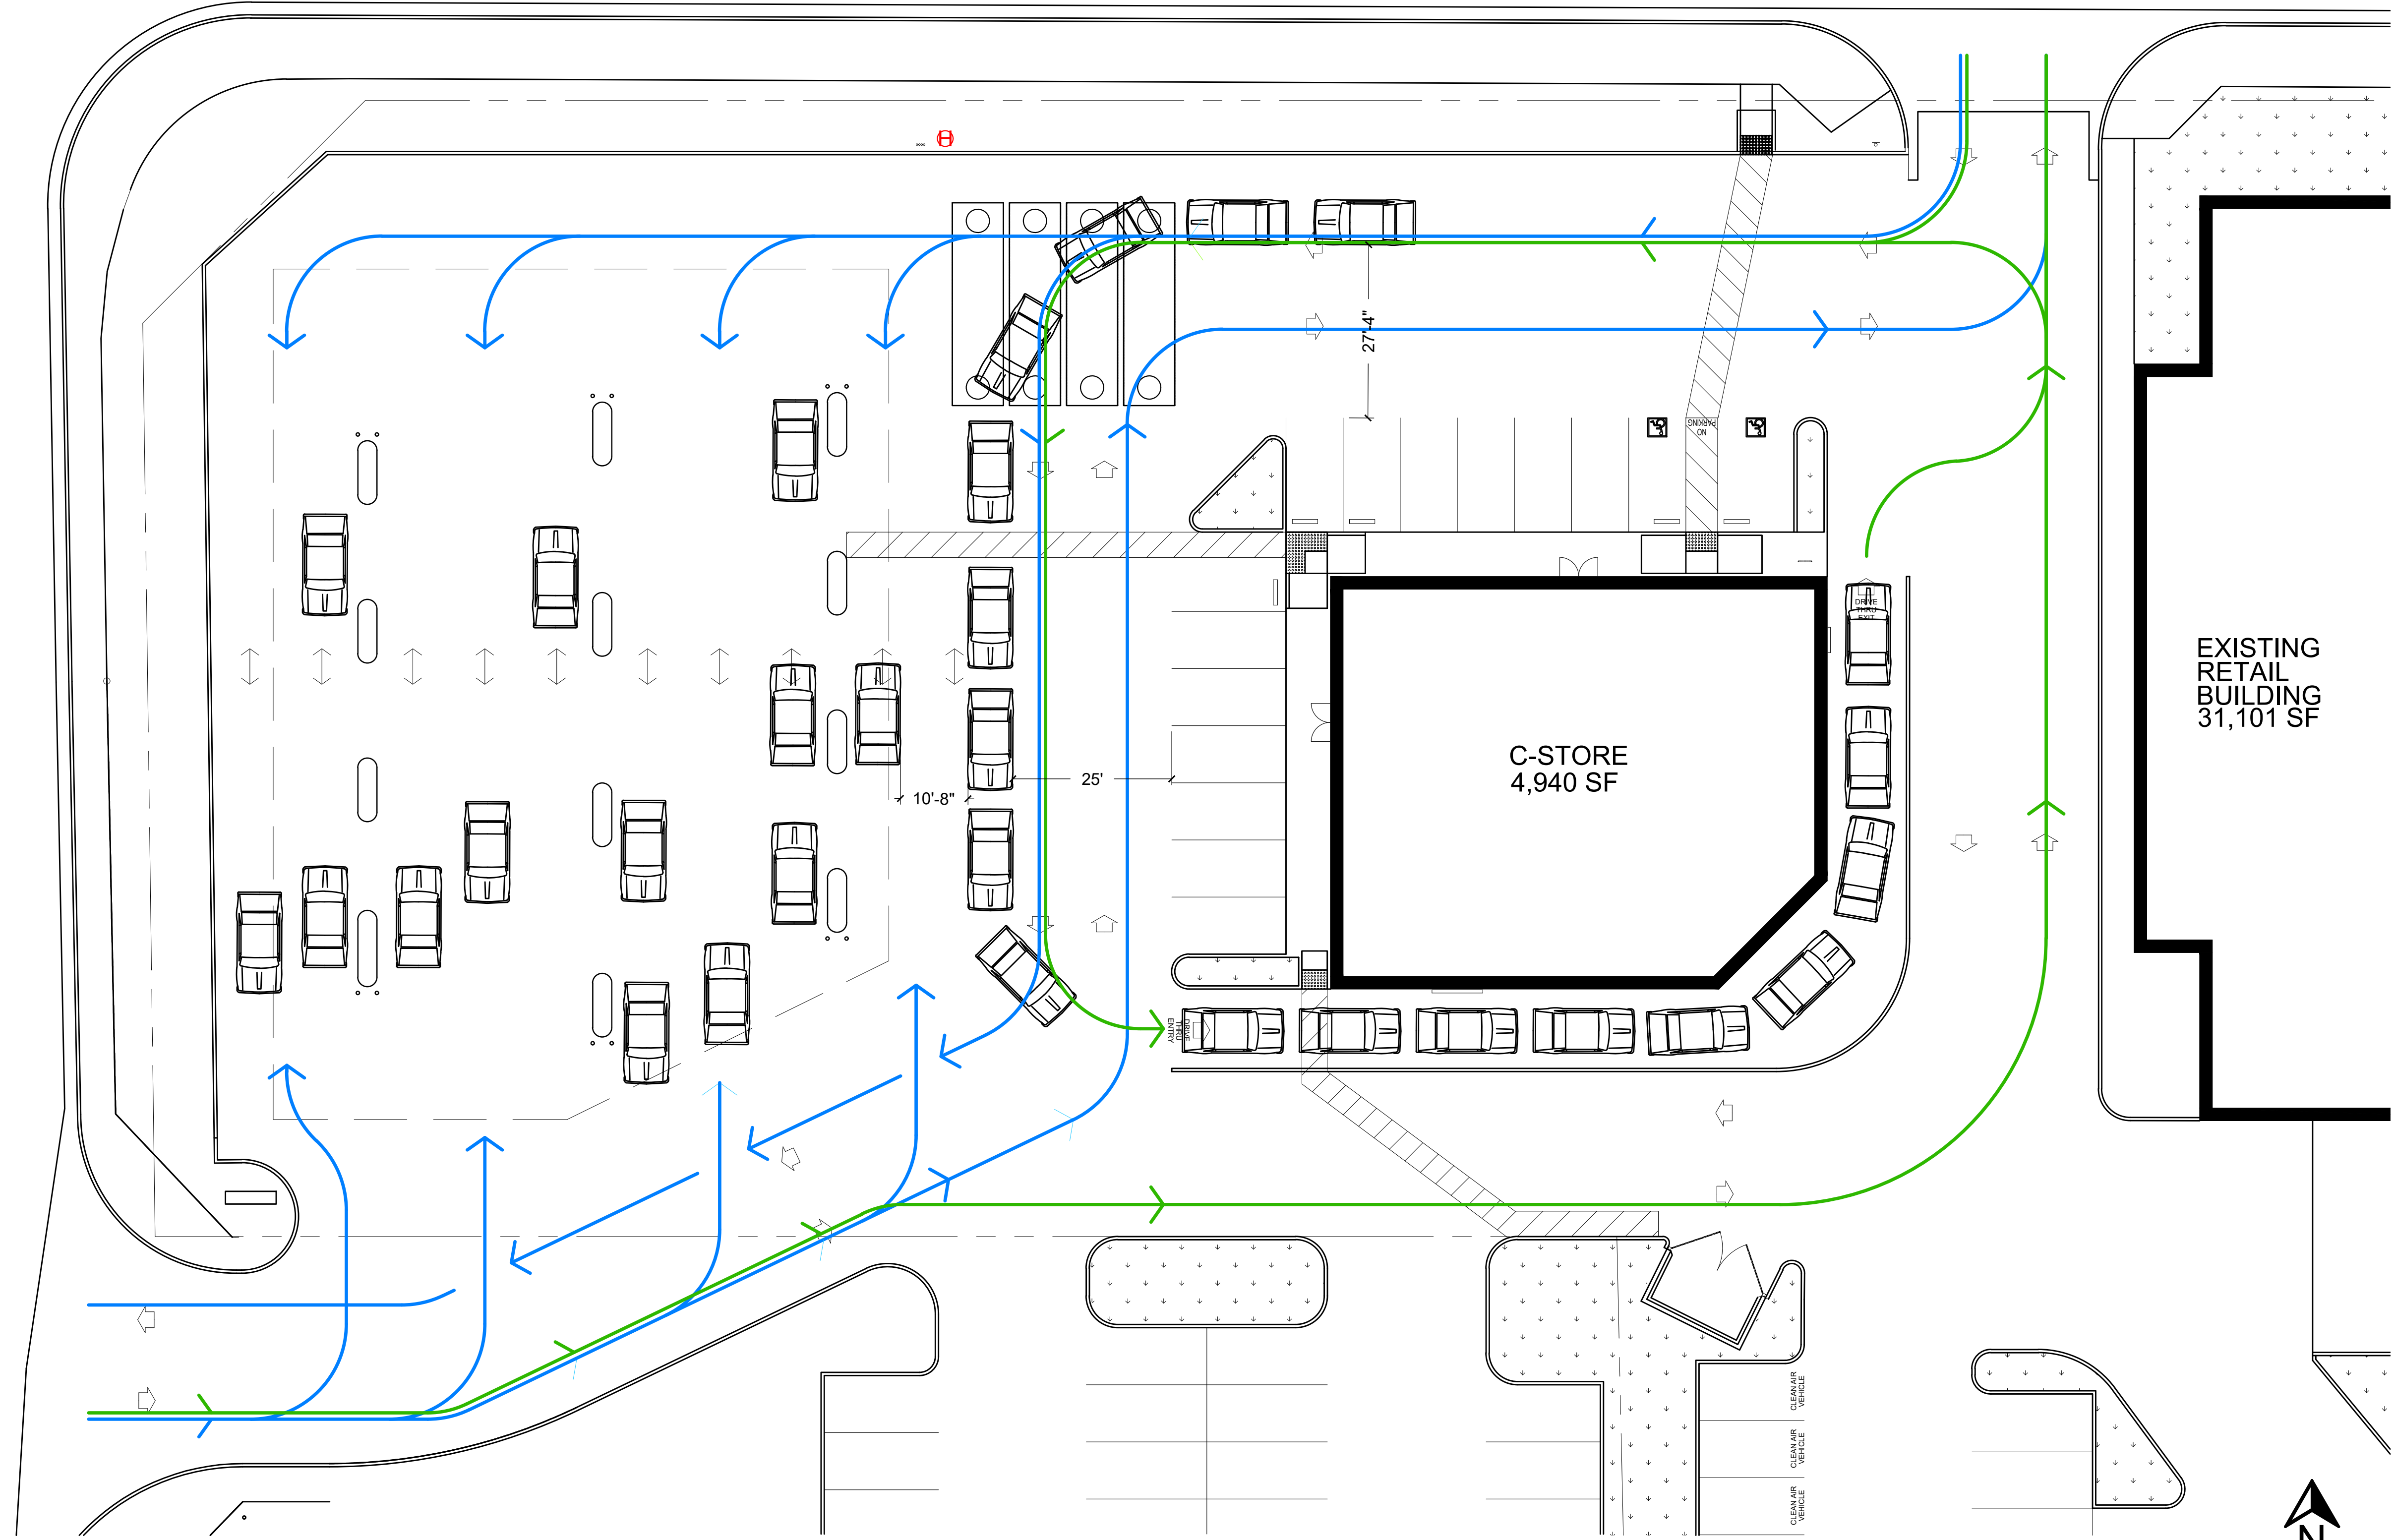 27'-4"
NO
PARKING
DRIVE
THRU
EXIT
EXISTING
RETAIL
BUILDING
31,101 SF
C-STORE
4,940 SF
25'
10'-8"
DRIVE
THRU
ENTRY
CLEAN AIR
VEHICLE
CLEAN AIR
VEHICLE
CLEAN AIR
VEHICLE
N